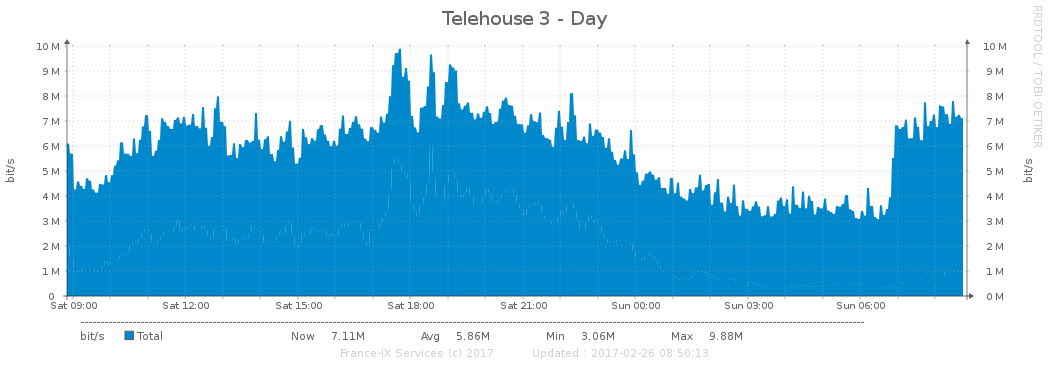 Telehouse 3 - Day
RRDTOOL / TOBI OETIKER
bit/s
bit/s
10 M 10 M
9 M 9 M
8 M 8 M
7 M 7 M
6 M 6 M
5 M 5 M
4 M 4 M
3 M 3 M
2 M 2 M
1 M 1 M
0 0 M
Sat 09:00 Sat 12:00 Sat 15:00 Sat 18:00 Sat 21:00 Sun 00:00 Sun 03:00 Sun 06:00
bit/s Total Now 7.11M Avg 5.86M Min 3.06M Max 9.88M
France-IX Services (c) 2017 Updated : 2017-02-26 08:50:13